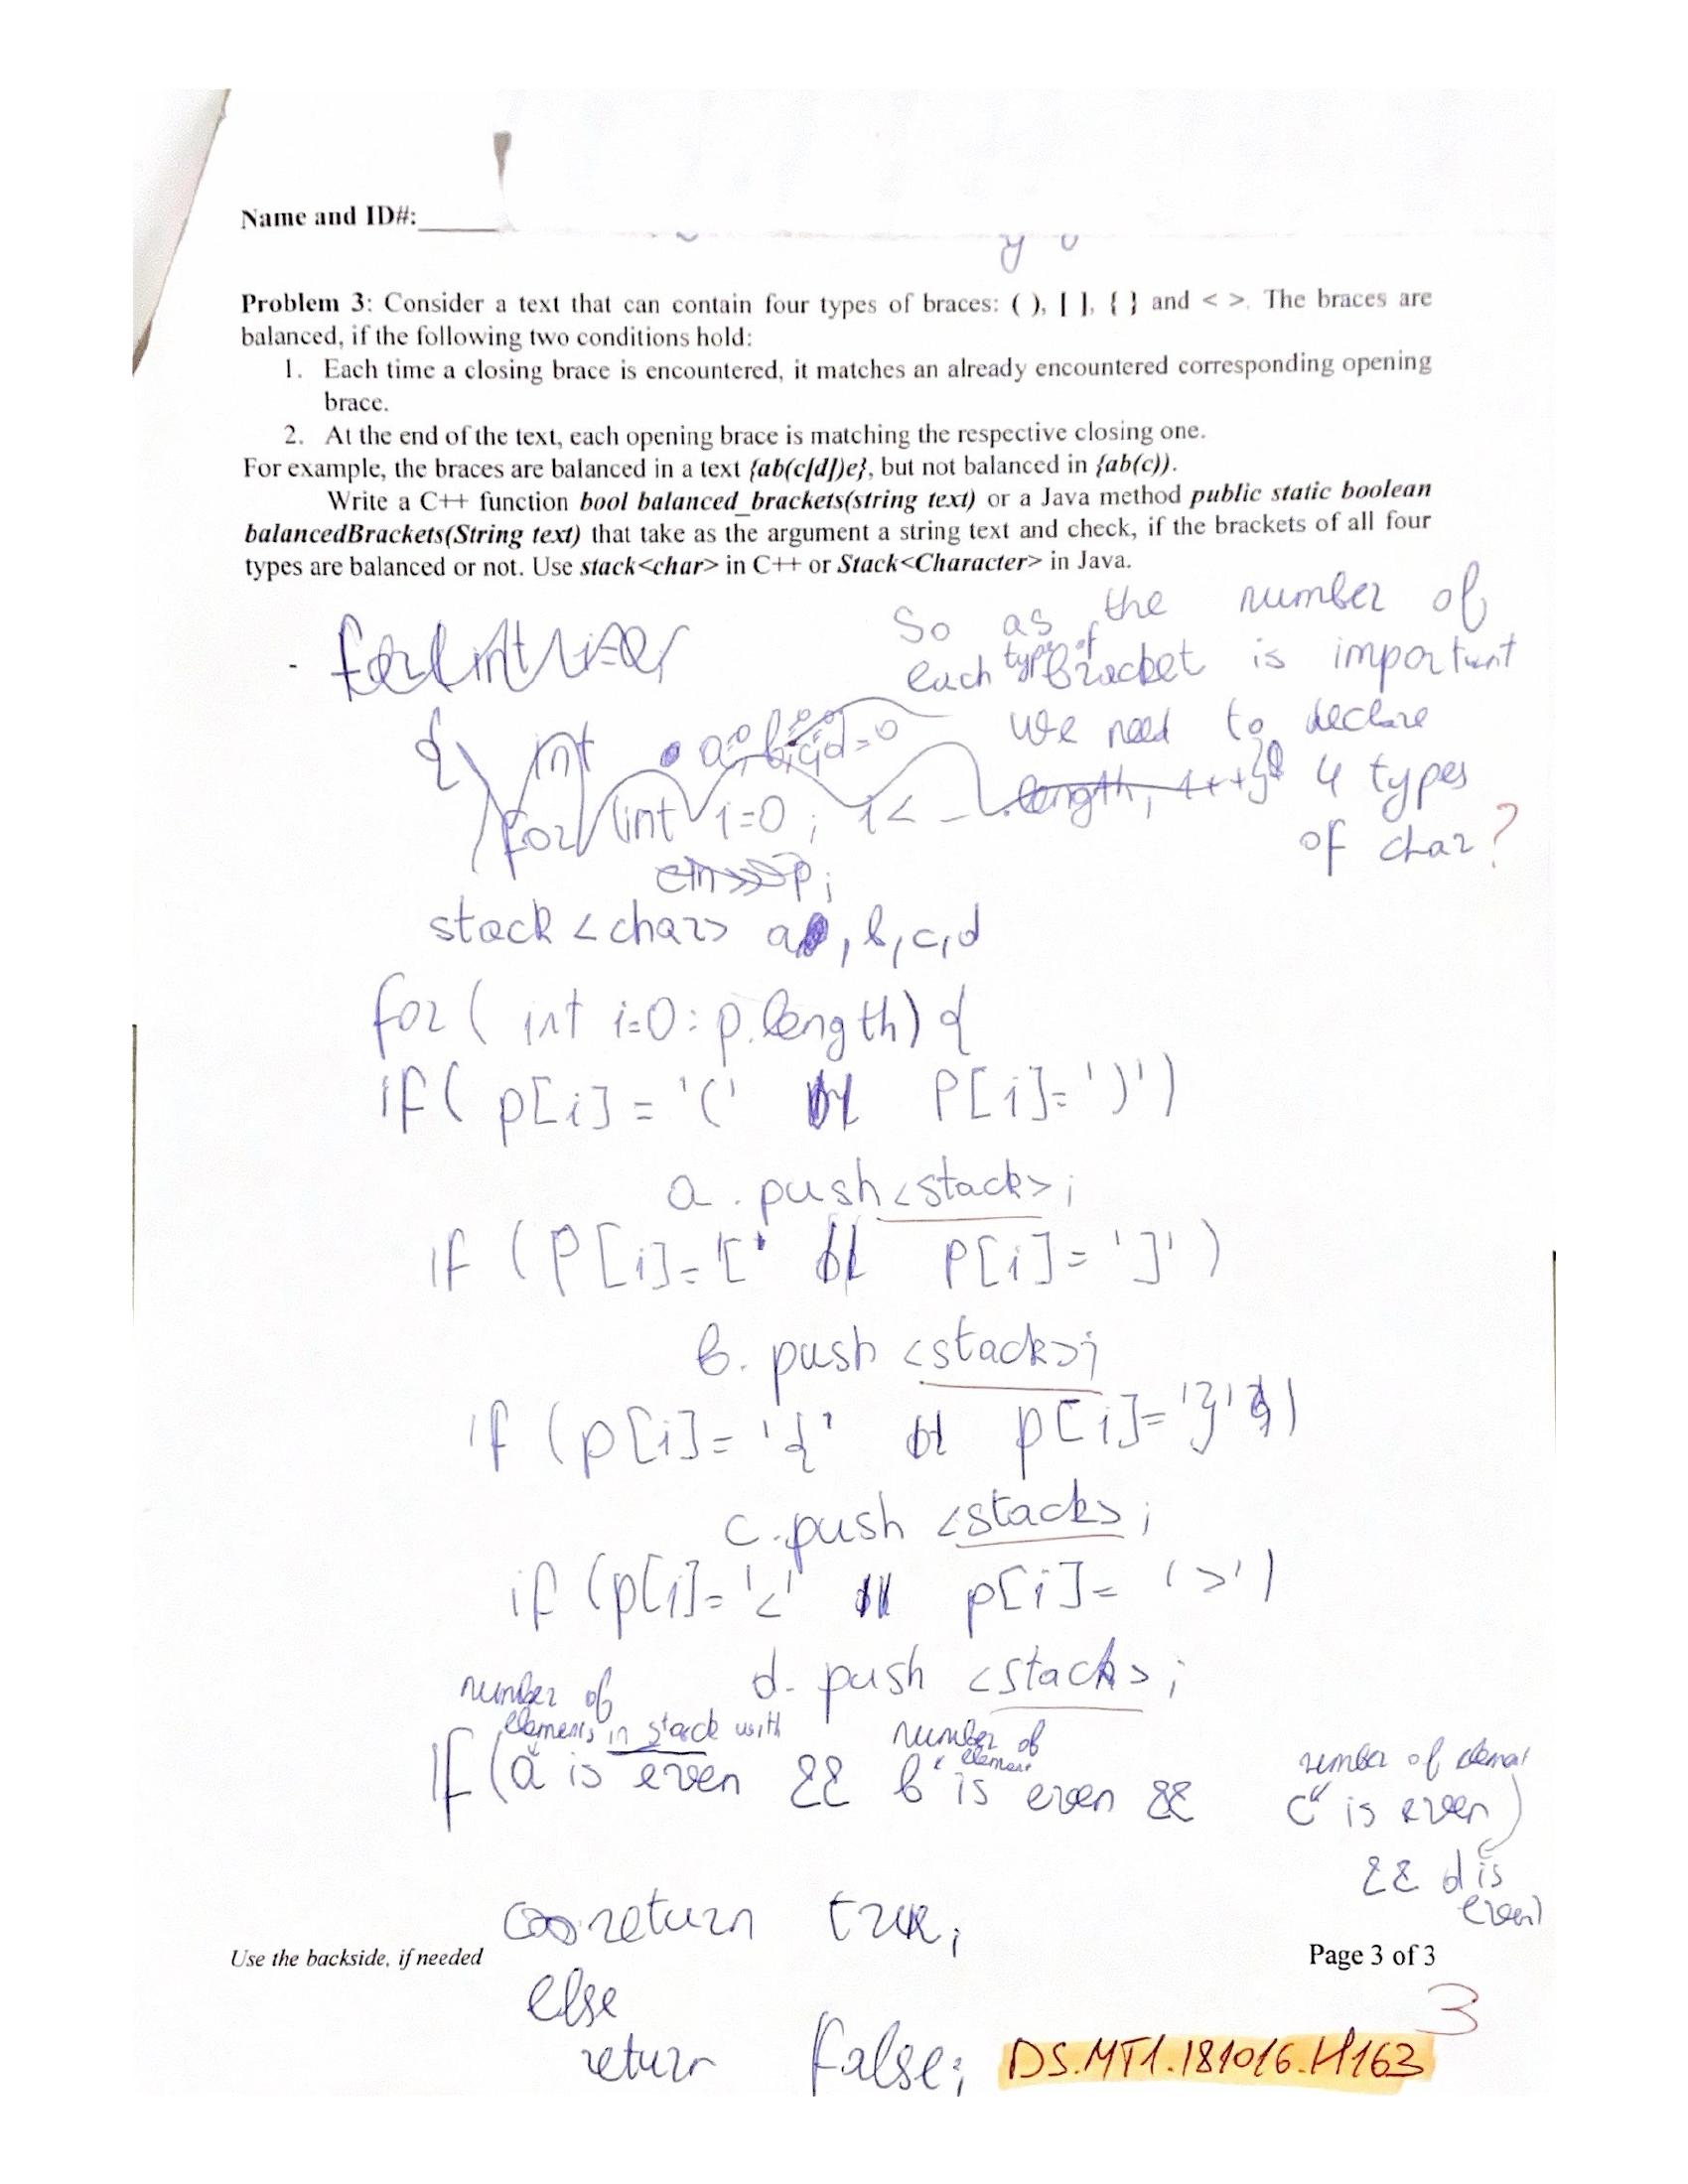 Name and ID#:
Problem 3: Consider a text that can contain four types of braces: ( ), [ ], { } and < >. The braces are
balanced, if the following two conditions hold:
1. Each time a closing brace is encountered, it matches an already encountered corresponding opening
brace.
2. At the end of the text, each opening brace is matching the respective closing one.
For example, the braces are balanced in a text {ab(c[d])e}, but not balanced in {ab(c)).
Write a C++ function bool balanced_brackets(string text) or a Java method public static boolean
balancedBrackets(String text) that take as the argument a string text and check, if the brackets of all four
types are balanced or not. Use stack<char> in C++ or Stack<Character> in Java.
So as the number of
each type of bracket is important
we need to declare
4 types
of char?
{ int
for (int i=0; i< _.length, i++){
cin>>p;
stack <char> a, b, c, d
for ( int i=0 : p.length) {
if ( p[i] = '(' P[i]= ')')
a . push <stack>;
if (P[i]= '[' P[i]= ']')
b. push <stack>;
if (p[i]= '{' p[i]= '}')
c. push <stack>;
if (p[i]= '<' p[i]= '>')
d. push <stack>;
number of elements in stack with number of element number of
If (a is even && b is even && c is even
&& d is even)
return true;
Use the backside, if needed
Page 3 of 3
else
3
return false;
DS.MT1.181016.H163